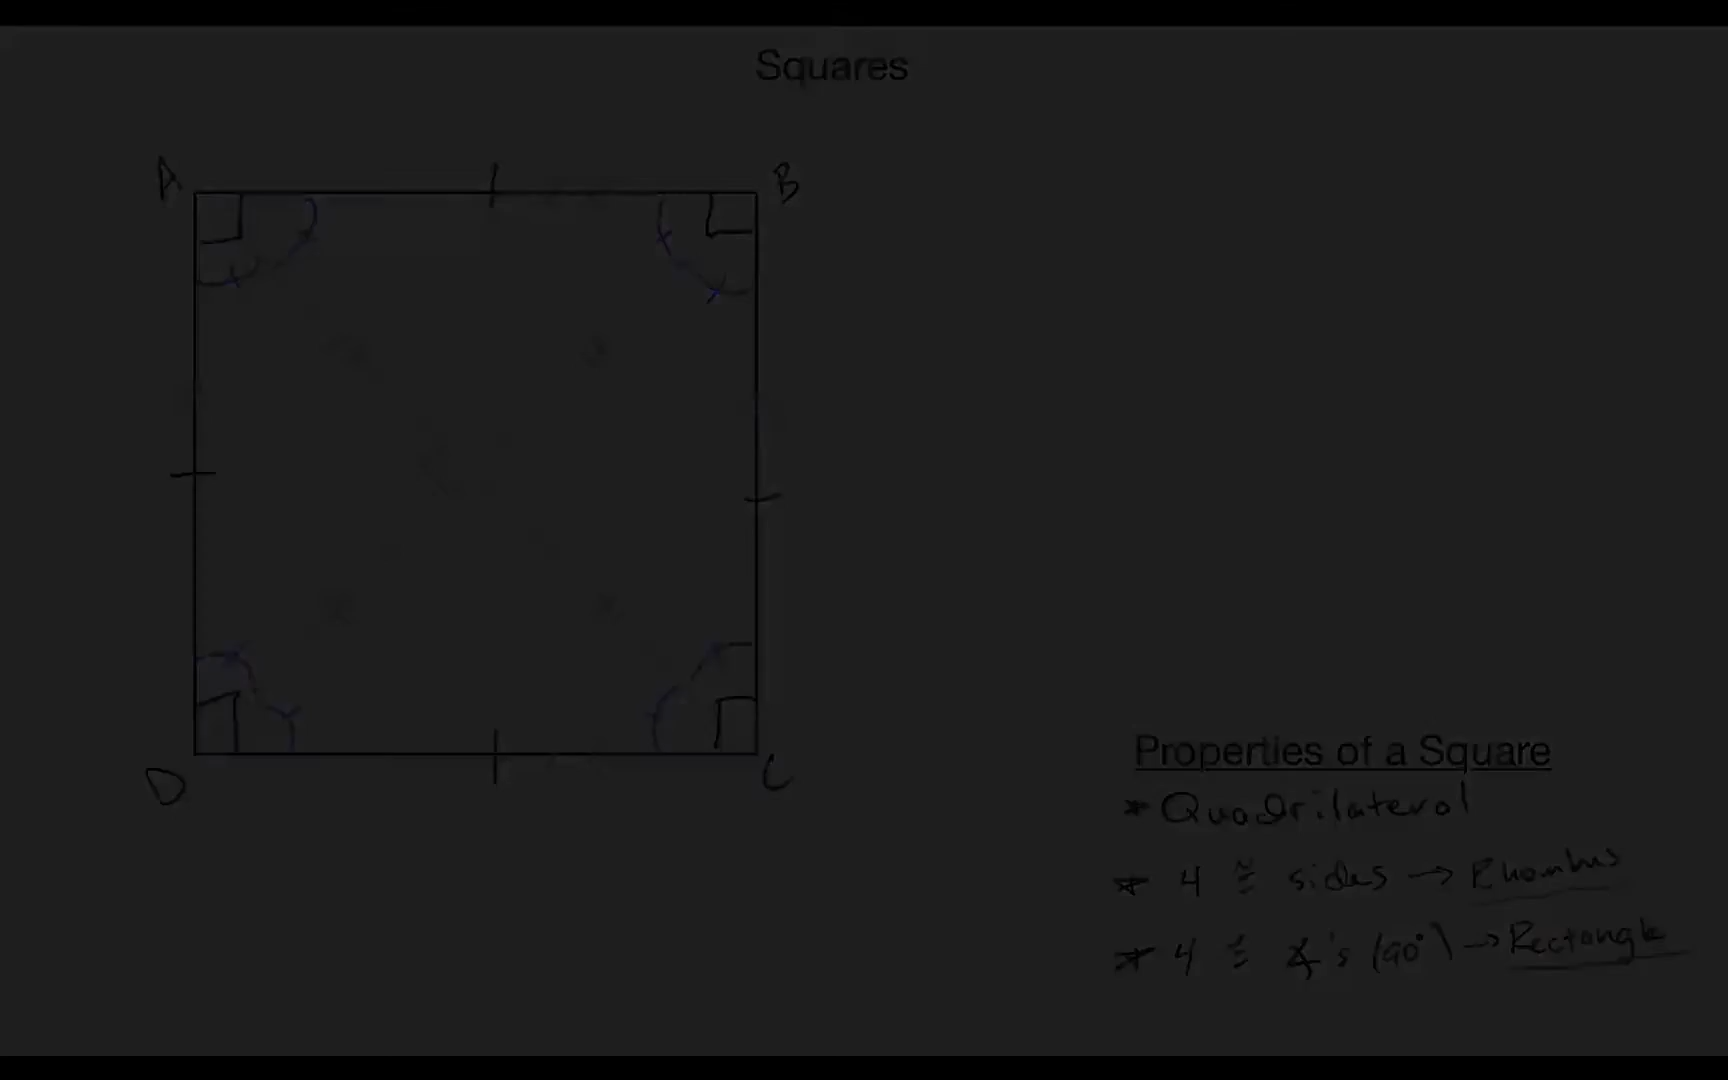 Squares
A
B
D
C
Properties of a Square
* Quadrilateral
* 4 ≅ sides → Rhombus
* 4 ≅ ∡'s (90°) → Rectangle